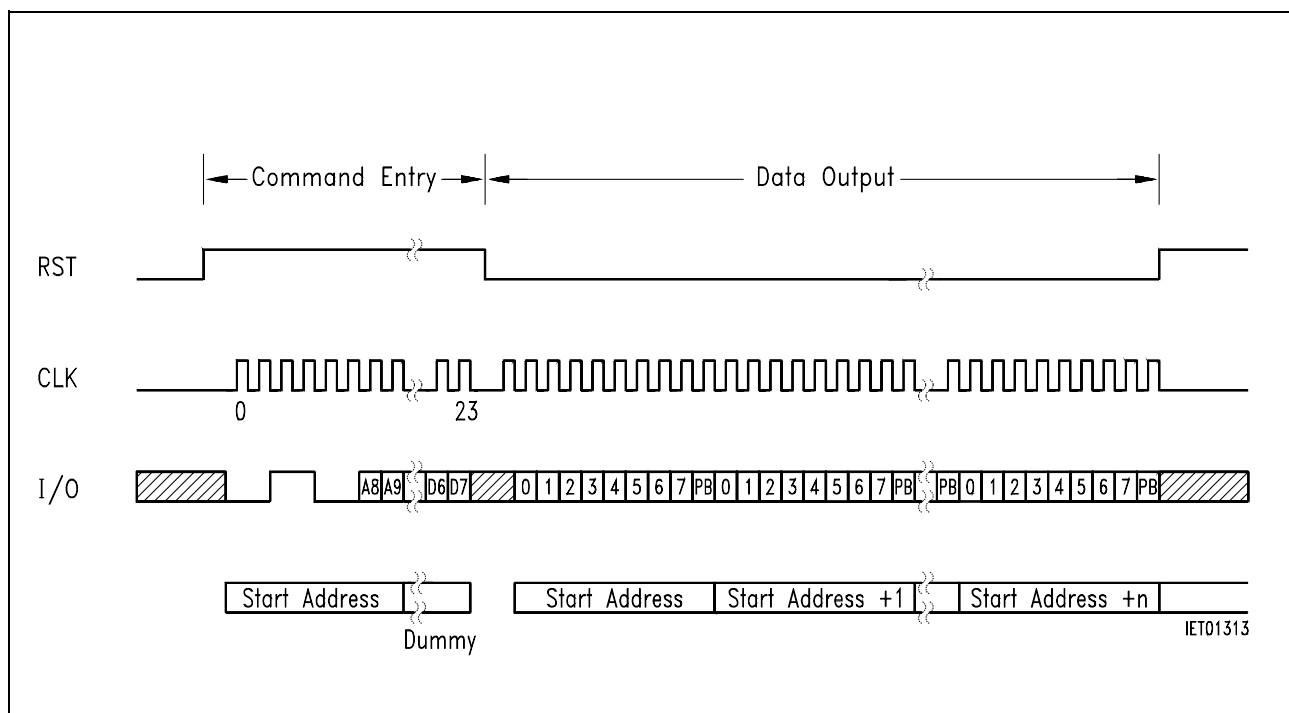 Command Entry
Data Output
RST
CLK
0
23
I/O
A8 A9 D6 D7 0 1 2 3 4 5 6 7 PB 0 1 2 3 4 5 6 7 PB PB 0 1 2 3 4 5 6 7 PB
Start Address
Start Address
Start Address +1
Start Address +n
Dummy
IET01313